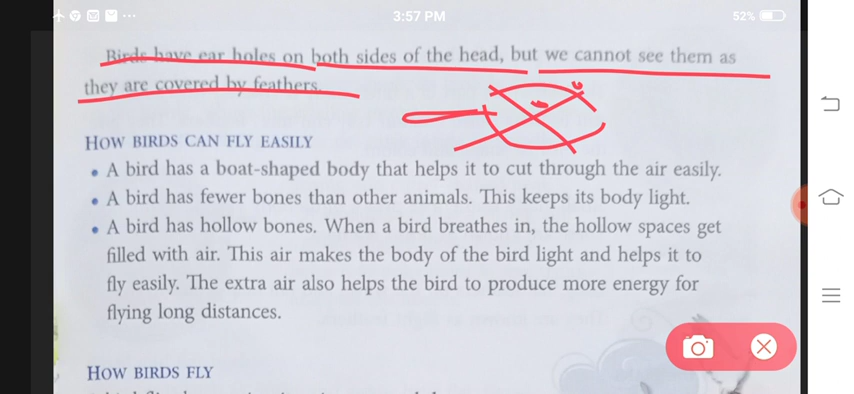 3:57 PM
52%
Birds have ear holes on both sides of the head, but we cannot see them as
they are covered by feathers.
HOW BIRDS CAN FLY EASILY
• A bird has a boat-shaped body that helps it to cut through the air easily.
• A bird has fewer bones than other animals. This keeps its body light.
• A bird has hollow bones. When a bird breathes in, the hollow spaces get
filled with air. This air makes the body of the bird light and helps it to
fly easily. The extra air also helps the bird to produce more energy for
flying long distances.
HOW BIRDS FLY